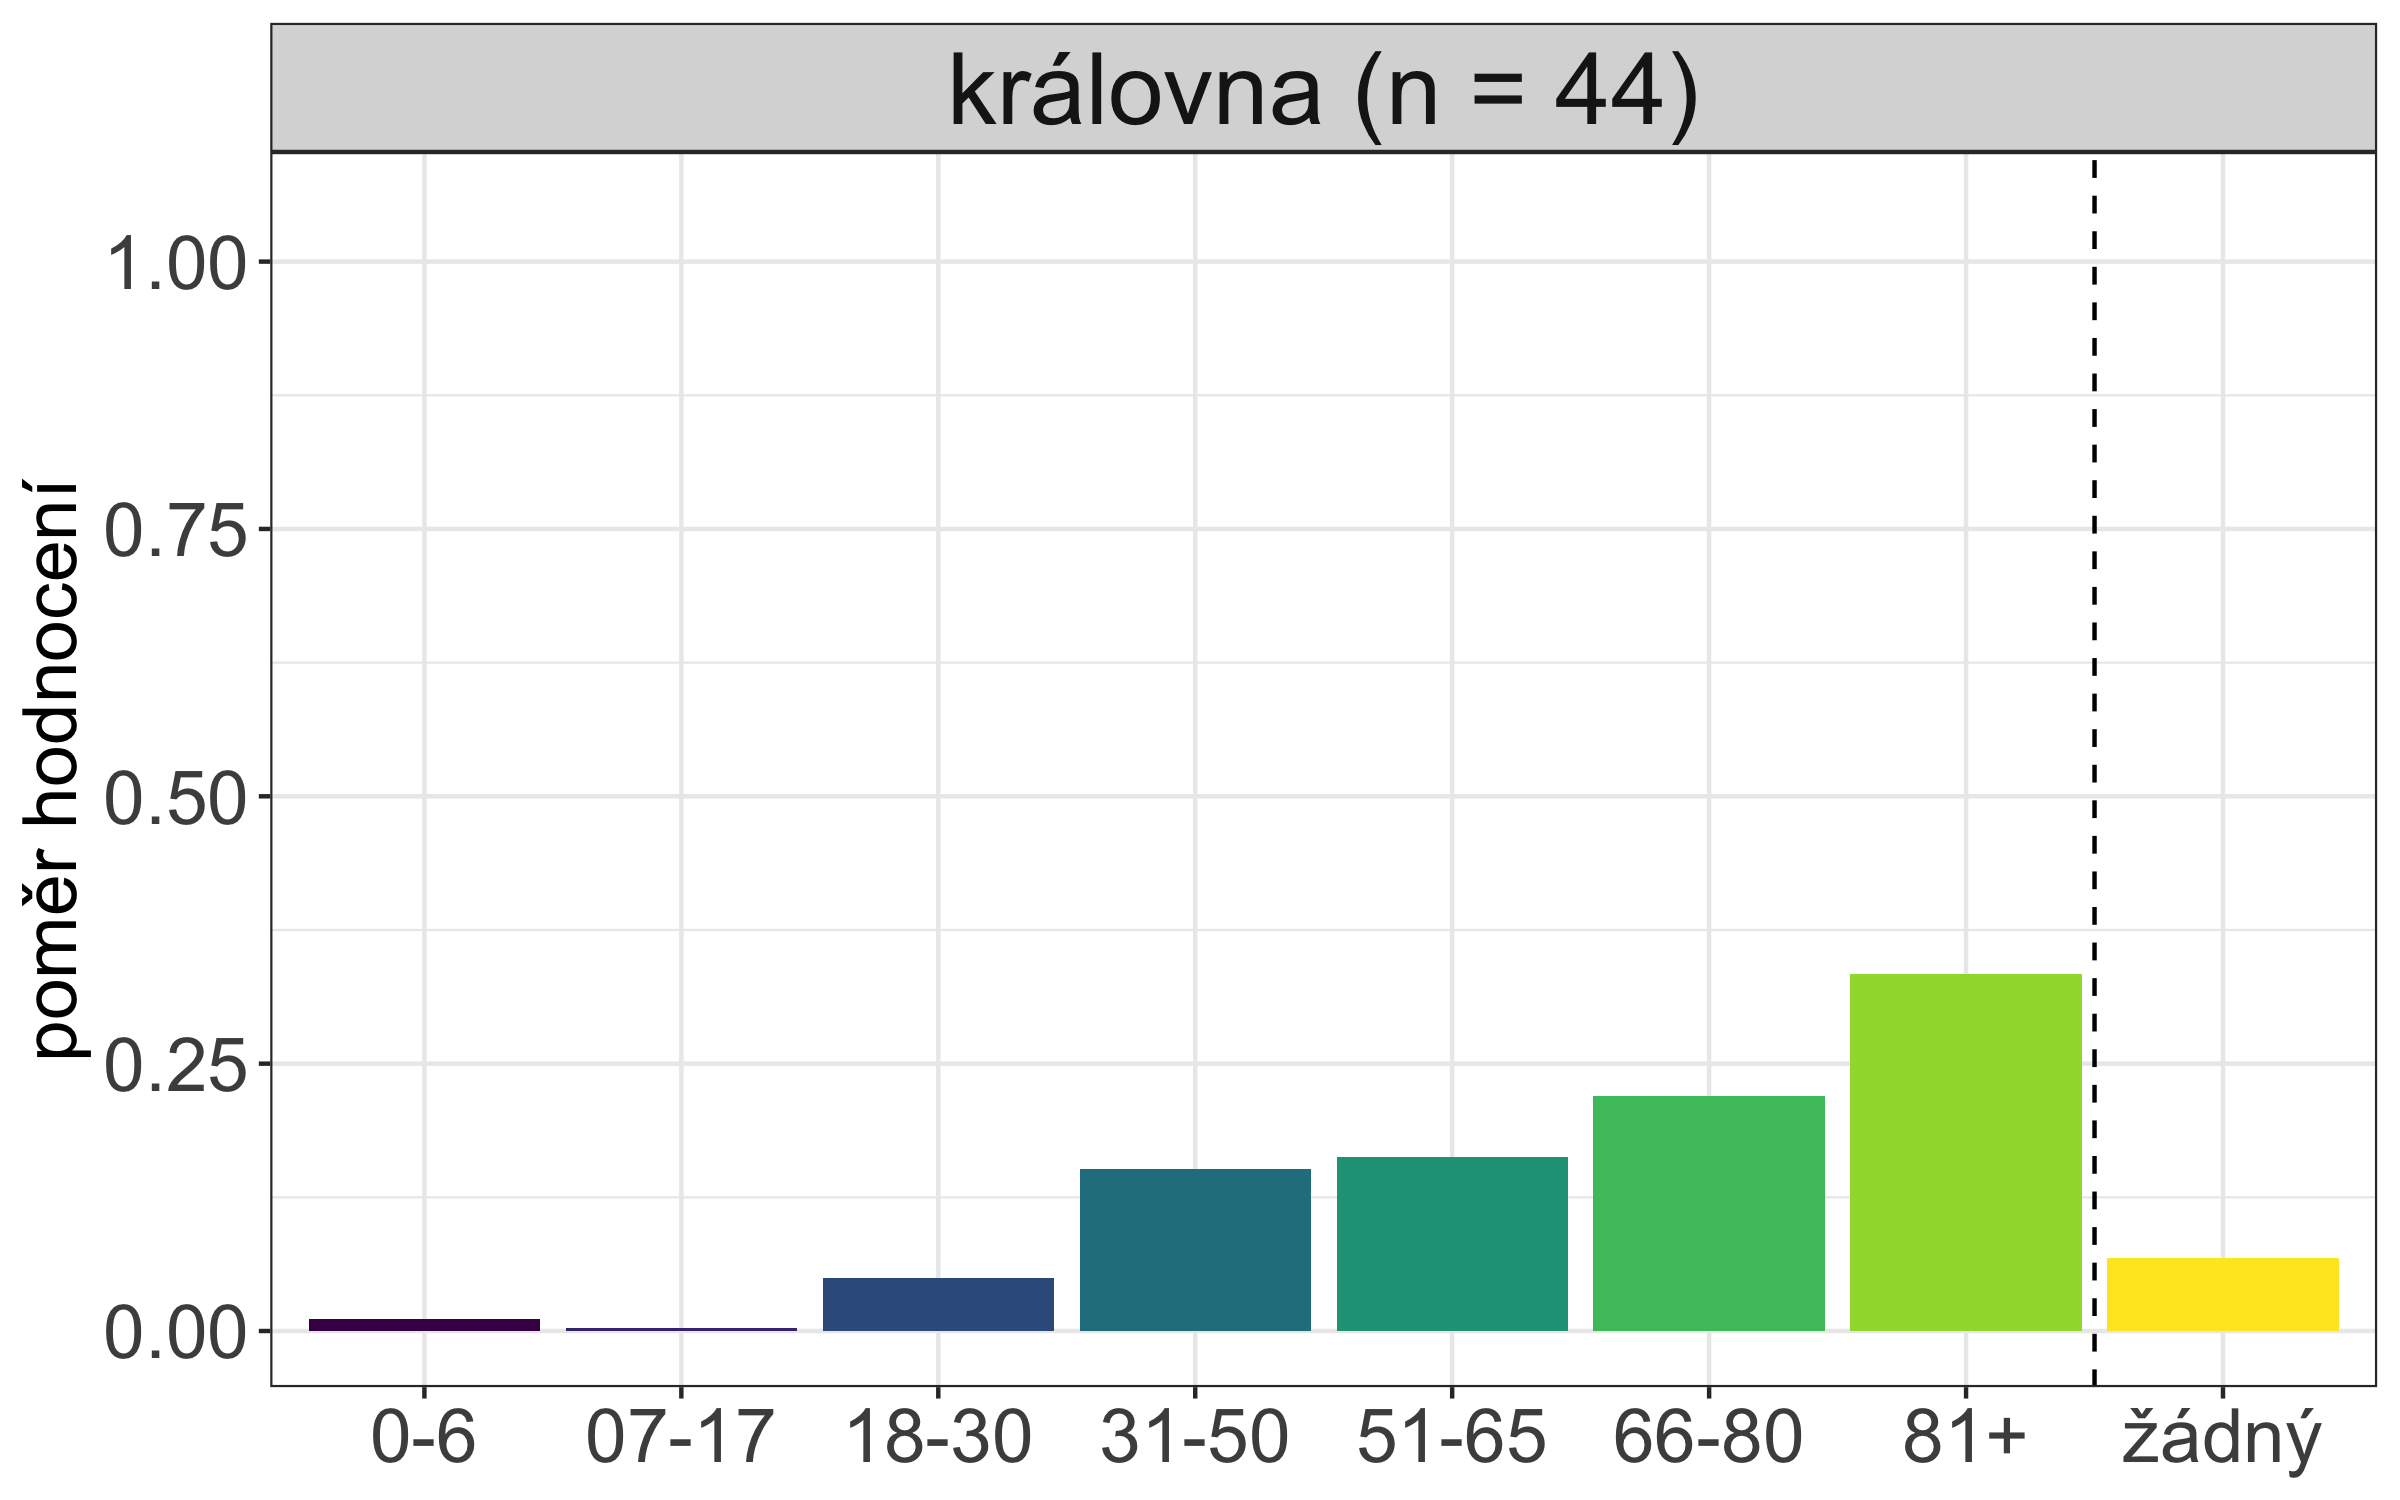 královna (n = 44)
poměr hodnocení
1.00
0.75
0.50
0.25
0.00
0-6 07-17 18-30 31-50 51-65 66-80 81+ žádný